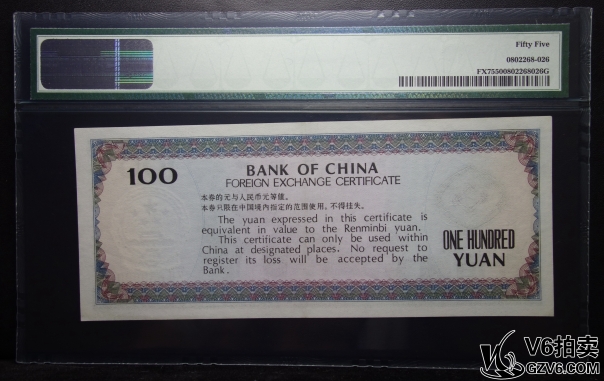 Fifty Five
0802268-026
FX75500802268026G
100
BANK OF CHINA
FOREIGN EXCHANGE CERTIFICATE
本券的元与人民币元等值。
本券只限在中国境内指定的范围使用，不得挂失。
The yuan expressed in this certificate is
equivalent in value to the Renminbi yuan.
This certificate can only be used within
China at designated places. No request to
register its loss will be accepted by the
Bank.
ONE HUNDRED
YUAN
V6拍卖
GZV6.COM